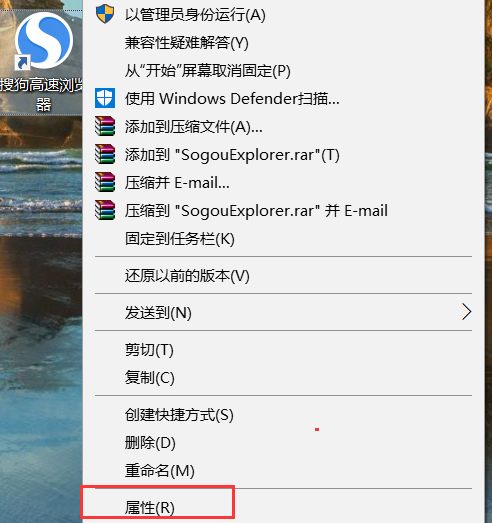 搜狗高速浏览
器
以管理员身份运行(A)
兼容性疑难解答(Y)
从“开始”屏幕取消固定(P)
使用 Windows Defender扫描...
添加到压缩文件(A)...
添加到 "SogouExplorer.rar"(T)
压缩并 E-mail...
压缩到 "SogouExplorer.rar" 并 E-mail
固定到任务栏(K)
还原以前的版本(V)
发送到(N)
剪切(T)
复制(C)
创建快捷方式(S)
删除(D)
重命名(M)
属性(R)